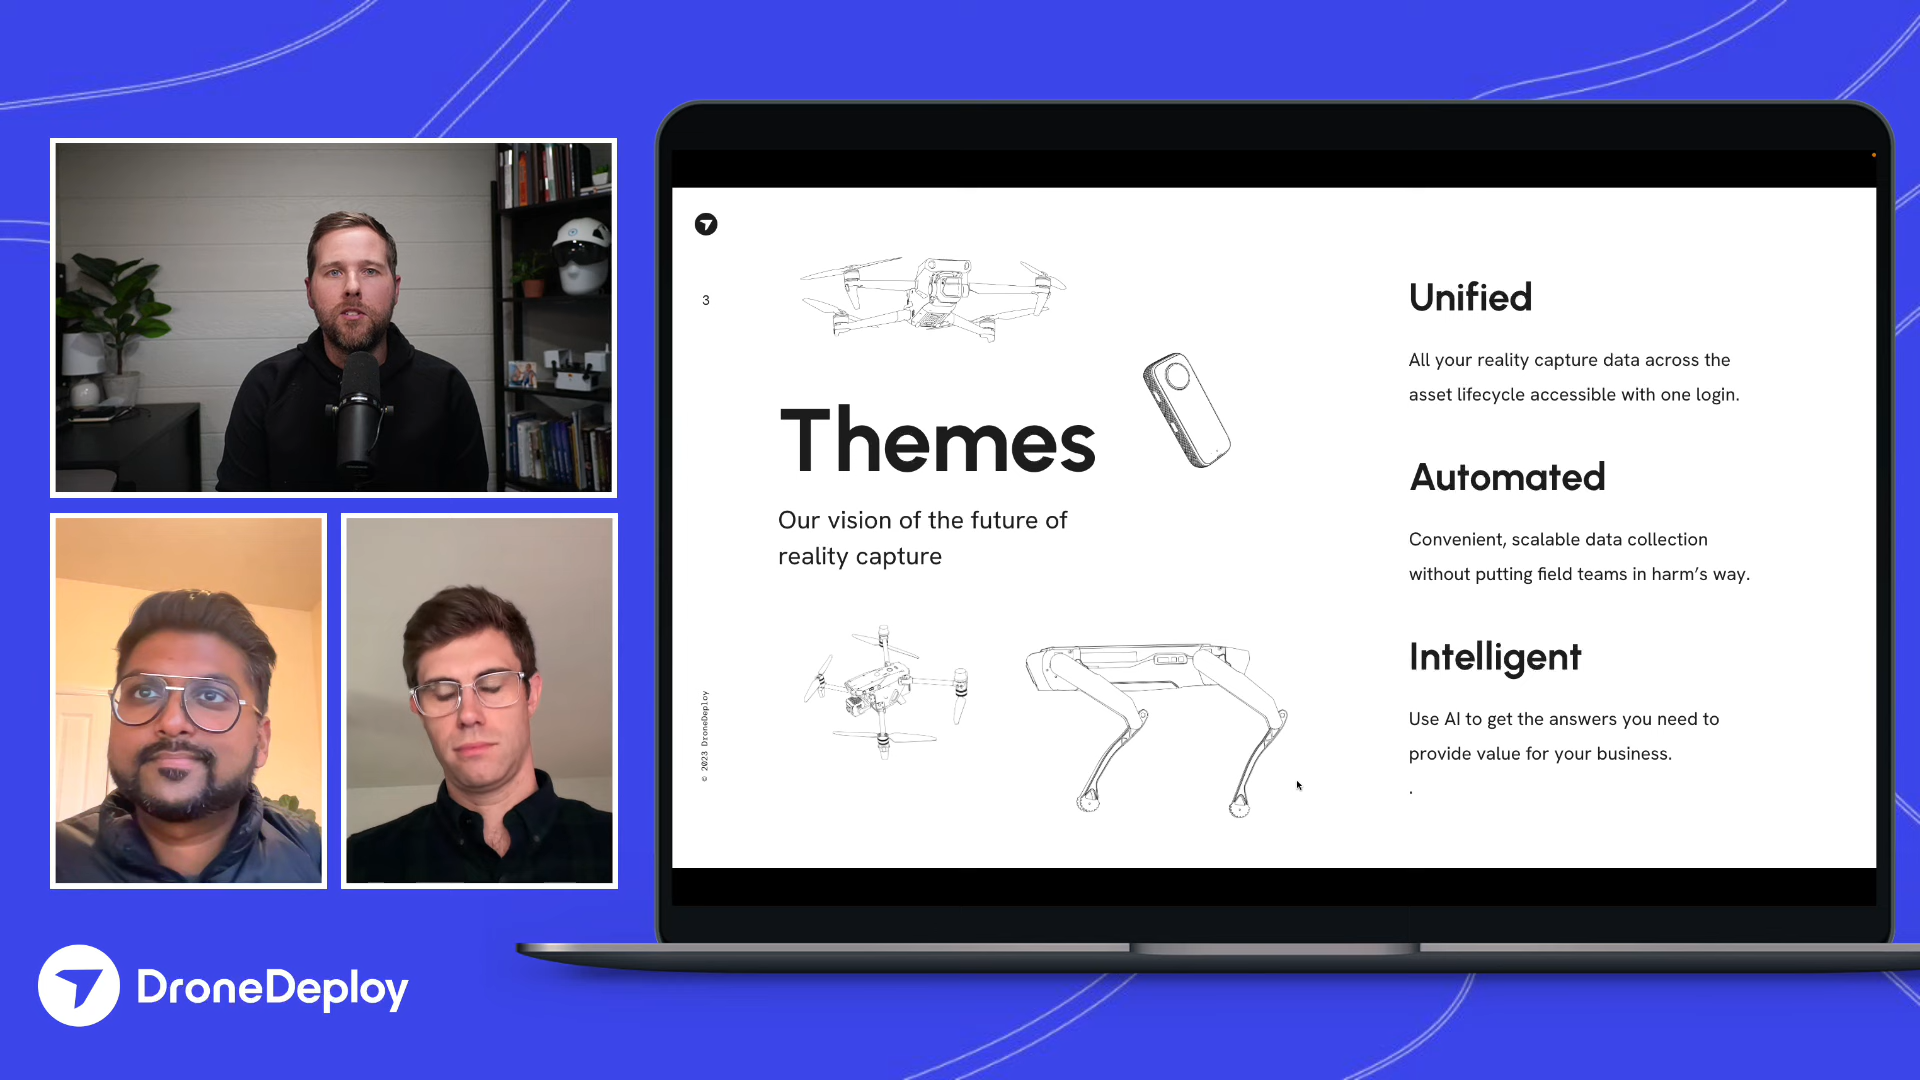 3
Themes
Our vision of the future of
reality capture
© 2023 DroneDeploy
Unified
All your reality capture data across the
asset lifecycle accessible with one login.
Automated
Convenient, scalable data collection
without putting field teams in harm’s way.
Intelligent
Use AI to get the answers you need to
provide value for your business.
.
DroneDeploy